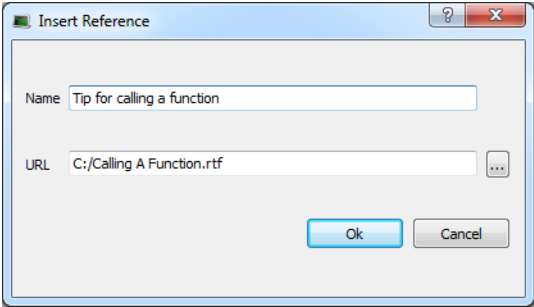 Insert Reference
Name Tip for calling a function
URL C:/Calling A Function.rtf ...
Ok Cancel